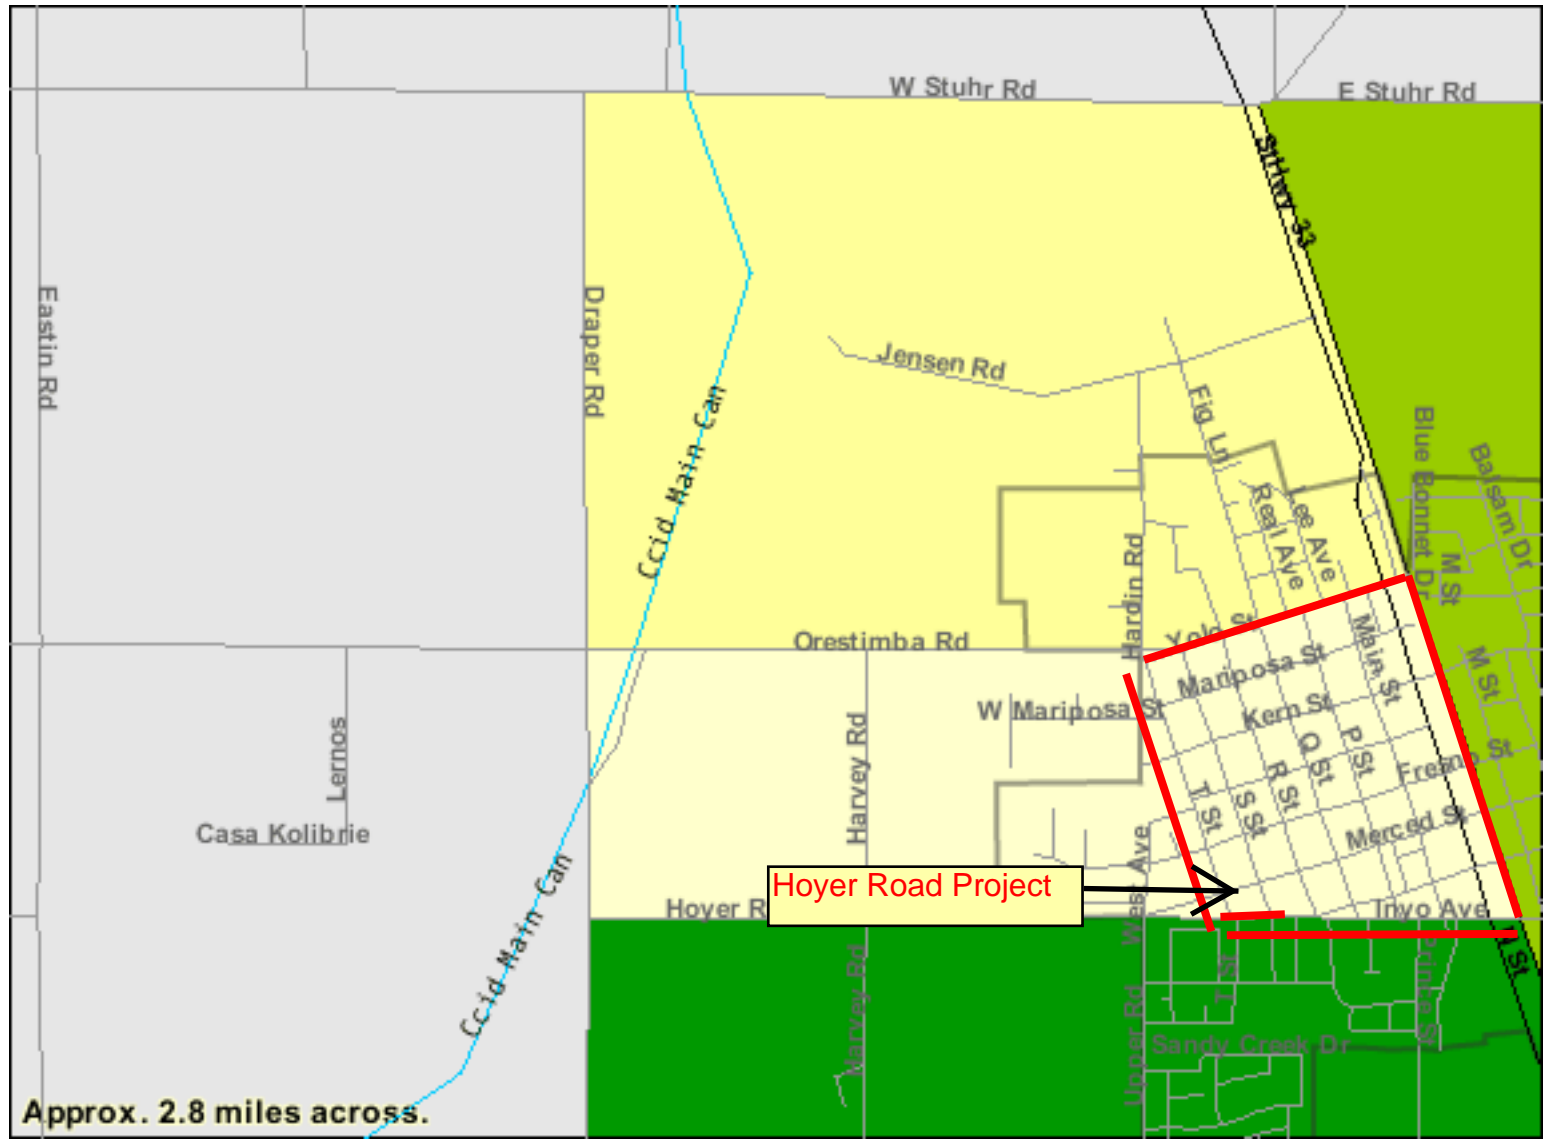 W Stuhr Rd
E Stuhr Rd
StHwy 33
Eastin Rd
Draper Rd
Jensen Rd
Ccid Main Can
Fig Ln
Real Ave
Lee Ave
Blue Bonnet Dr
Balsam Dr
M St
Hardin Rd
Yolo St
Orestimba Rd
Mariposa St
Main St
M St
W Mariposa St
Kern St
Lernos
Harvey Rd
Q St
P St
Fresno St
R St
T St
S St
Casa Kolibrie
Merced St
West Ave
Ccid Main Can
Hoyer Road Project
Hoyer R
Inyo Ave
Harvey Rd
T St
Prince St
N St
Upper Rd
Sandy Creek Dr
Approx. 2.8 miles across.